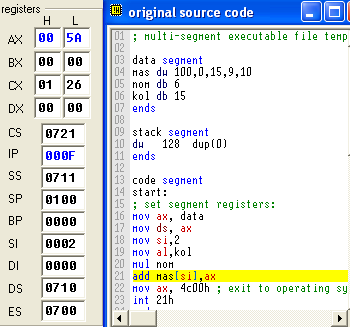 registers
H L
AX 00 5A
BX 00 00
CX 01 26
DX 00 00
CS 0721
IP 000F
SS 0711
SP 0100
BP 0000
SI 0002
DI 0000
DS 0710
ES 0700
original source code
01 ; multi-segment executable file temp
02
03 data segment
04 mas dw 100,0,15,9,10
05 nom db 6
06 kol db 15
07 ends
08
09 stack segment
10 dw 128 dup(0)
11 ends
12
13 code segment
14 start:
15 ; set segment registers:
16 mov ax, data
17 mov ds, ax
18 mov si,2
19 mov al,kol
20 mul nom
21 add mas[si],ax
22 mov ax, 4c00h ; exit to operating sy
23 int 21h